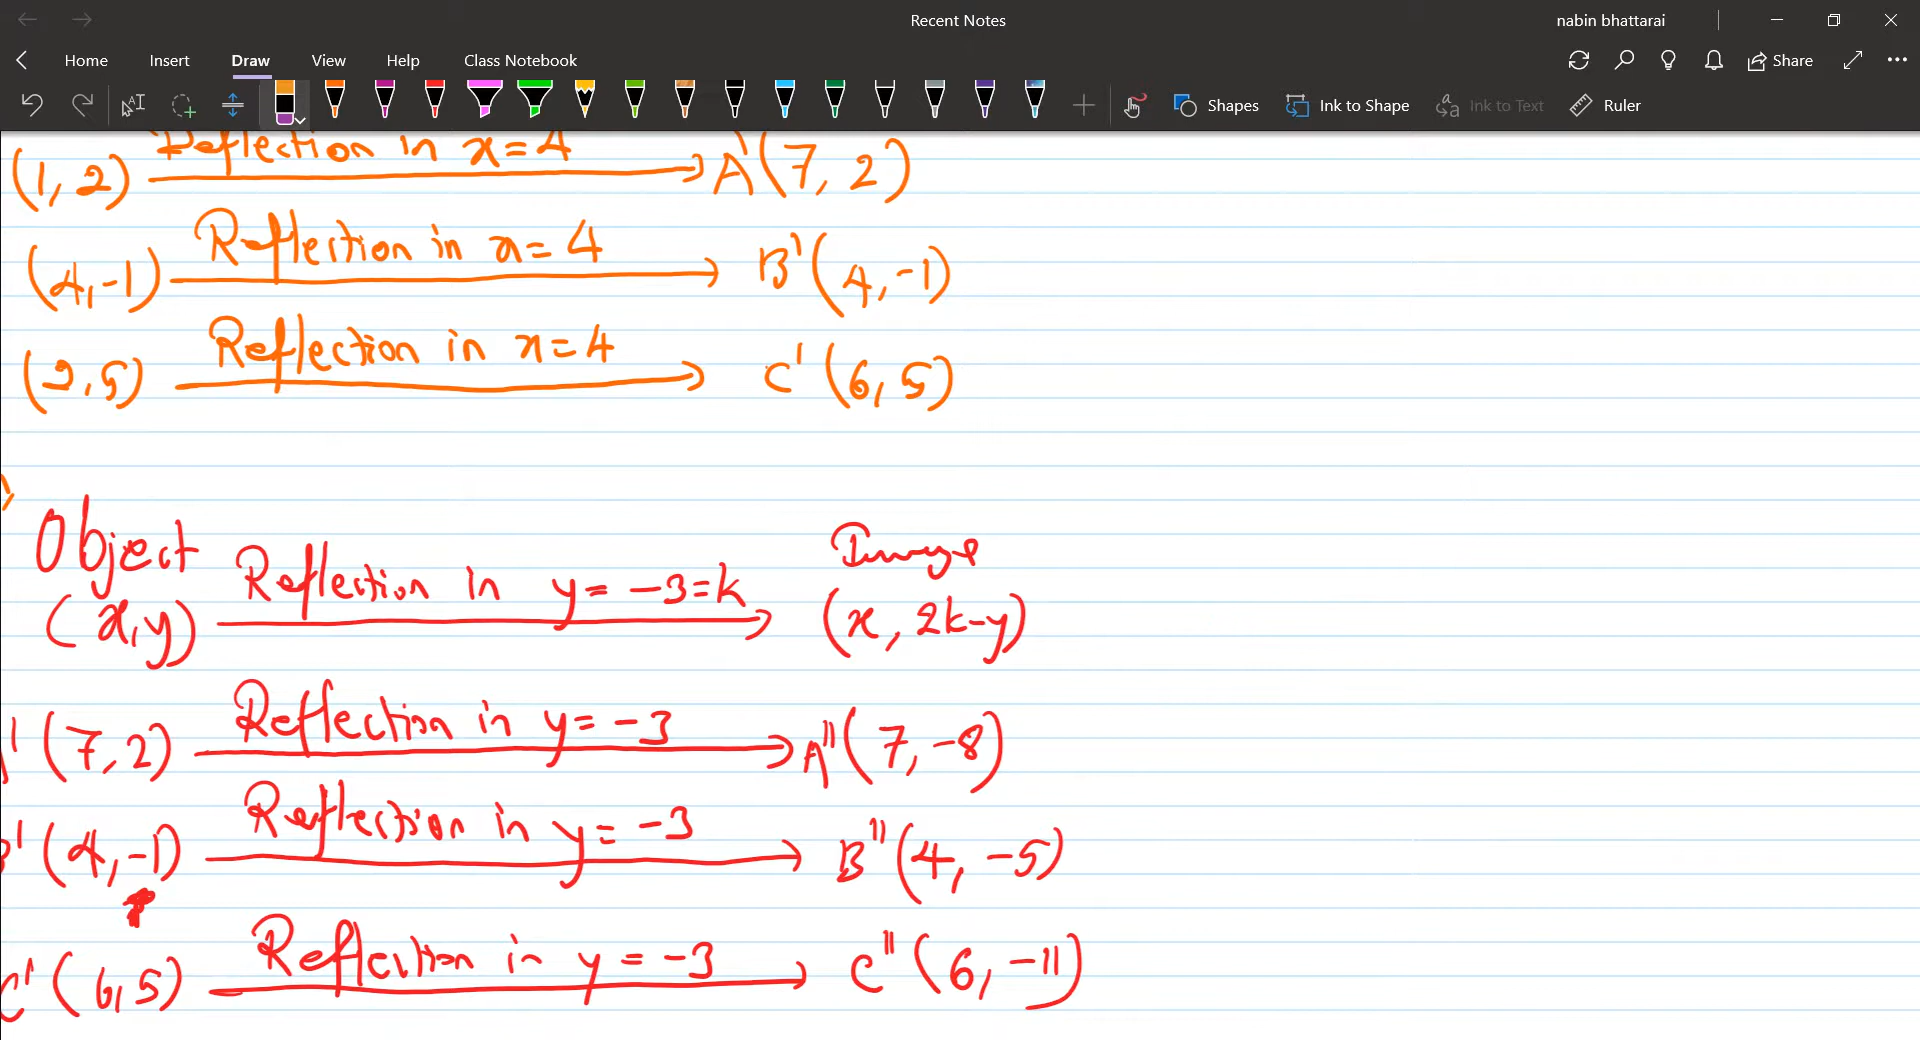 Recent Notes
nabin bhattarai
Home Insert Draw View Help Class Notebook
Share
Shapes Ink to Shape Ink to Text Ruler
(1, 2) Reflection in x=4 A'(7, 2)
(4,-1) Reflection in x=4 B'(4,-1)
(2,5) Reflection in x=4 C'(6,5)
Object Image
(x,y) Reflection in y= -3=k (x, 2k-y)
A'(7,2) Reflection in y= -3 A''(7,-8)
B'(4,-1) Reflection in y= -3 B''(4,-5)
C'(6,5) Reflection in y= -3 C''(6,-11)